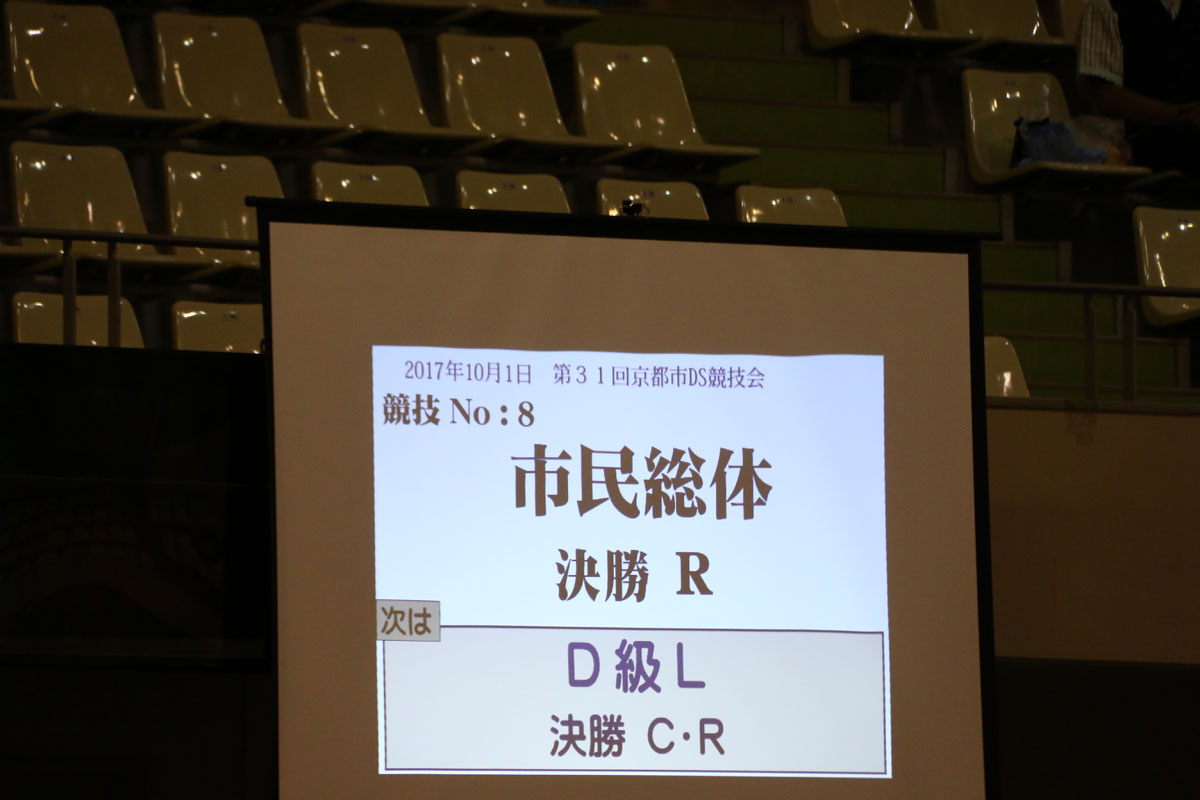 2017年10月1日　第３１回京都市DS競技会
競技 No：8
市民総体
決勝 R
次は
D級L
決勝 C・R